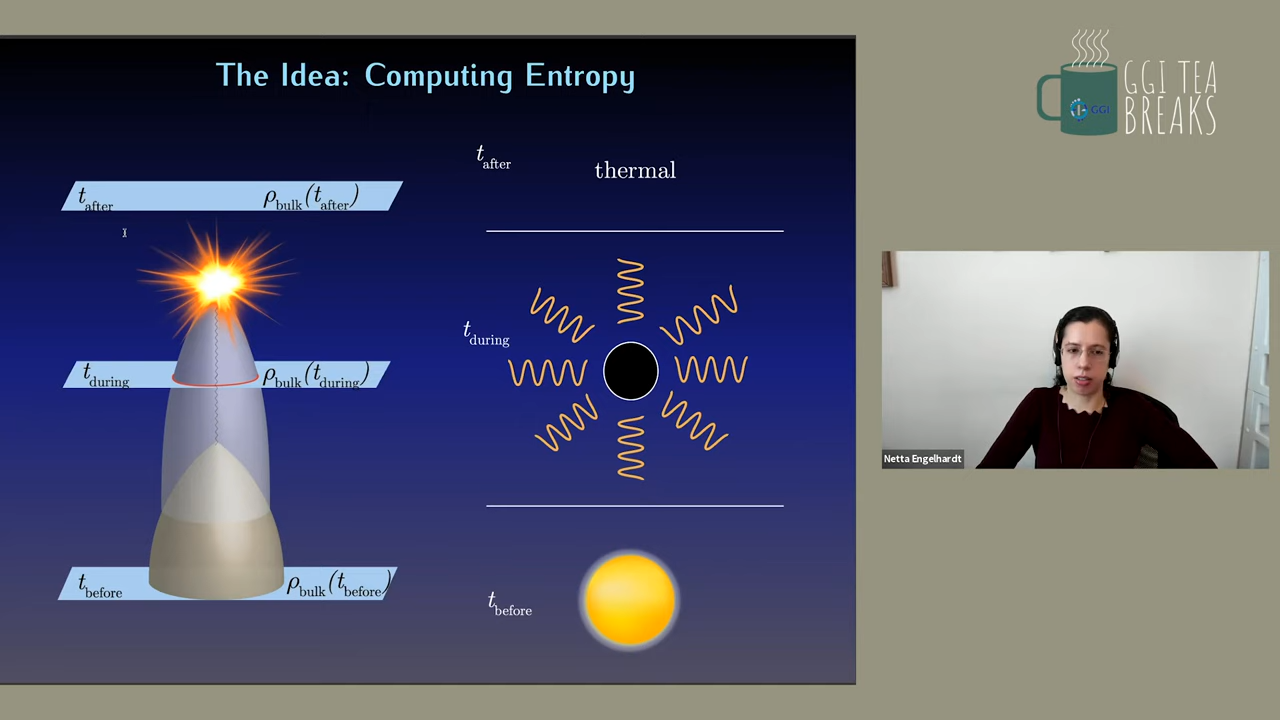 The Idea: Computing Entropy
t_after ρ_bulk(t_after)
t_during ρ_bulk(t_during)
t_before ρ_bulk(t_before)
t_after thermal
t_during
t_before
GGI
GGI TEA
BREAKS
Netta Engelhardt